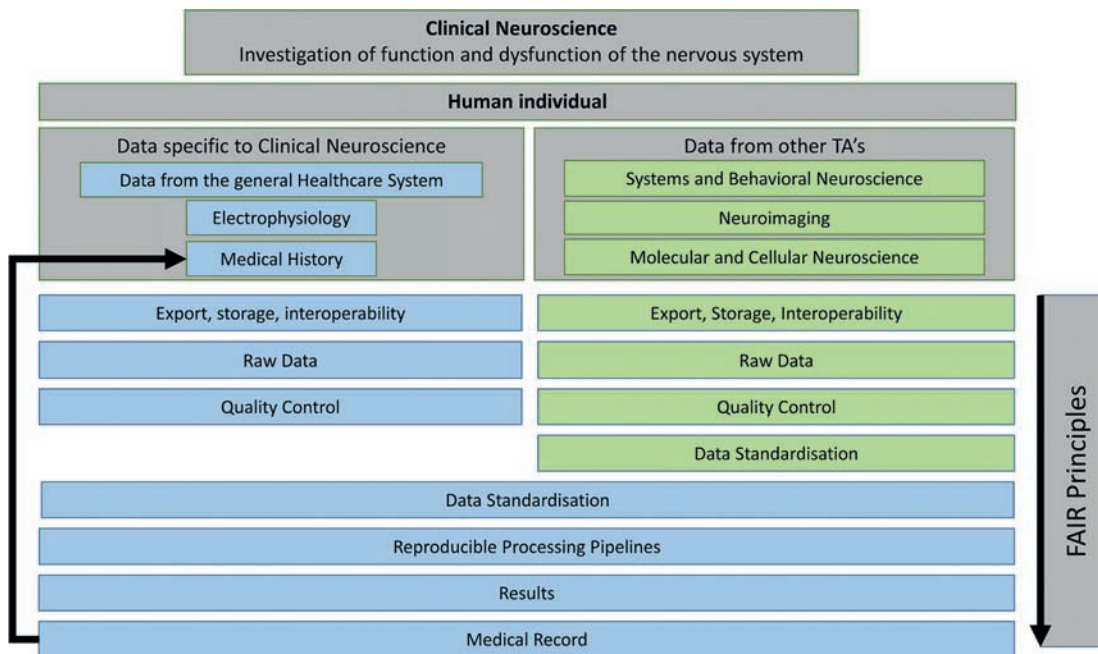 Clinical Neuroscience
Investigation of function and dysfunction of the nervous system
Human individual
Data specific to Clinical Neuroscience
Data from the general Healthcare System
Electrophysiology
Medical History
Data from other TA's
Systems and Behavioral Neuroscience
Neuroimaging
Molecular and Cellular Neuroscience
Export, storage, interoperability
Raw Data
Quality Control
Export, Storage, Interoperability
Raw Data
Quality Control
Data Standardisation
Data Standardisation
Reproducible Processing Pipelines
Results
Medical Record
FAIR Principles